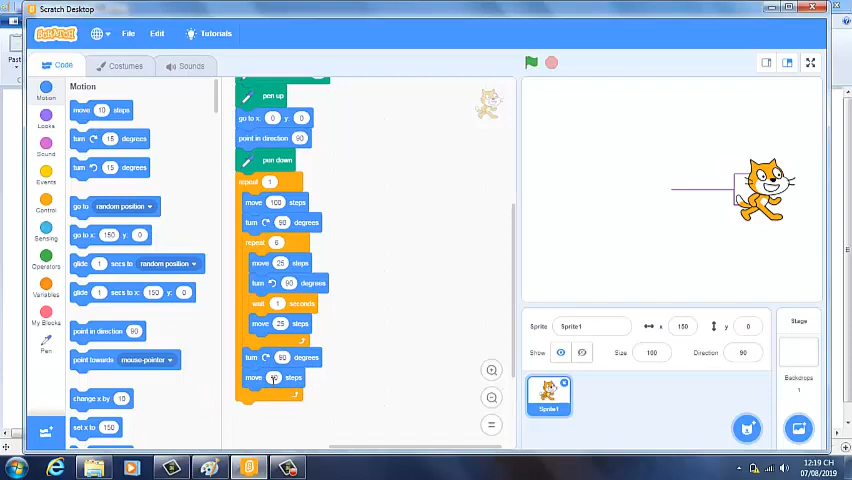 Scratch Desktop
Past
SCRATCH
File
Edit
Tutorials
Code
Costumes
Sounds
Motion
Looks
Sound
Events
Control
Sensing
Operators
Variables
My Blocks
Pen
Motion
move 10 steps
turn 15 degrees
turn 15 degrees
go to random position
go to x: 150 y: 0
glide 1 secs to random position
glide 1 secs to x: 150 y: 0
point in direction 90
point towards mouse-pointer
change x by 10
set x to 150
pen up
go to x: 0 y: 0
point in direction 90
pen down
repeat 1
move 100 steps
turn 90 degrees
repeat 6
move 25 steps
turn 90 degrees
wait 1 seconds
move 25 steps
turn 90 degrees
move steps
Sprite Sprite1 x 150 y 0
Show Size 100 Direction 90
Sprite1
Stage
Backdrops
1
12:19 CH
07/08/2019